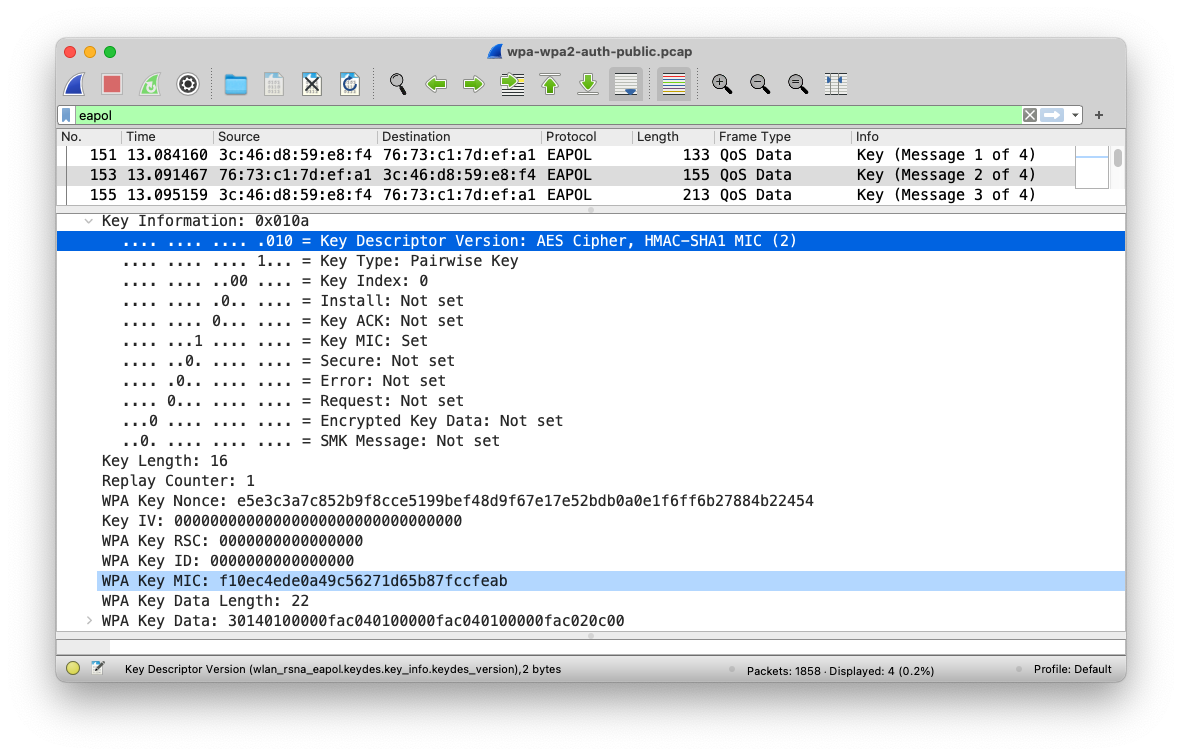 wpa-wpa2-auth-public.pcap
eapol
+
No. Time Source Destination Protocol Length Frame Type Info
151 13.084160 3c:46:d8:59:e8:f4 76:73:c1:7d:ef:a1 EAPOL 133 QoS Data Key (Message 1 of 4)
153 13.091467 76:73:c1:7d:ef:a1 3c:46:d8:59:e8:f4 EAPOL 155 QoS Data Key (Message 2 of 4)
155 13.095159 3c:46:d8:59:e8:f4 76:73:c1:7d:ef:a1 EAPOL 213 QoS Data Key (Message 3 of 4)
Key Information: 0x010a
.... .... .... .010 = Key Descriptor Version: AES Cipher, HMAC-SHA1 MIC (2)
.... .... .... 1... = Key Type: Pairwise Key
.... .... ..00 .... = Key Index: 0
.... .... .0.. .... = Install: Not set
.... .... 0... .... = Key ACK: Not set
.... ...1 .... .... = Key MIC: Set
.... ..0. .... .... = Secure: Not set
.... .0.. .... .... = Error: Not set
.... 0... .... .... = Request: Not set
...0 .... .... .... = Encrypted Key Data: Not set
..0. .... .... .... = SMK Message: Not set
Key Length: 16
Replay Counter: 1
WPA Key Nonce: e5e3c3a7c852b9f8cce5199bef48d9f67e17e52bdb0a0e1f6ff6b27884b22454
Key IV: 00000000000000000000000000000000
WPA Key RSC: 0000000000000000
WPA Key ID: 0000000000000000
WPA Key MIC: f10ec4ede0a49c56271d65b87fccfeab
WPA Key Data Length: 22
WPA Key Data: 30140100000fac040100000fac040100000fac020c00
Key Descriptor Version (wlan_rsna_eapol.keydes.key_info.keydes_version), 2 bytes Packets: 1858 · Displayed: 4 (0.2%) Profile: Default